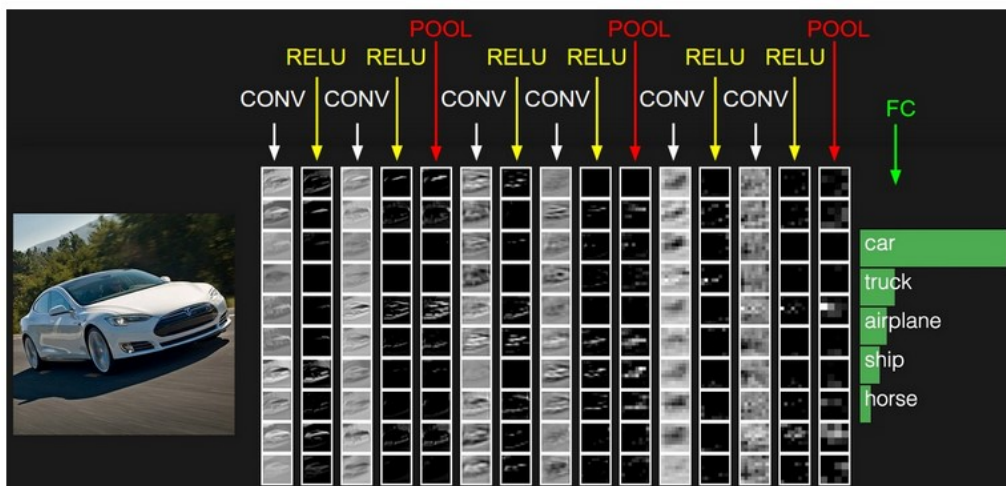 POOL POOL POOL
RELU RELU RELU RELU RELU RELU
CONV CONV CONV CONV CONV CONV
FC
car
truck
airplane
ship
horse